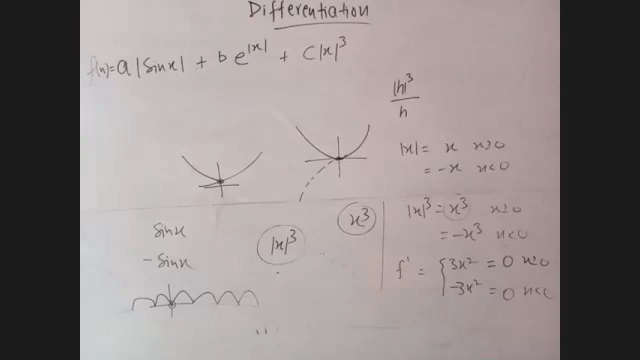 Differentiation
f(x)= a|sinx| + b e^|x| + c|x|^3
|h|^3
h
|x| = x x≥0
= -x x<0
x^3
|x|^3 = x^3 x≥0
sinx
|x|^3
= -x^3 x<0
-sinx
f' = { 3x^2 = 0 x≥0
-3x^2 = 0 x<0